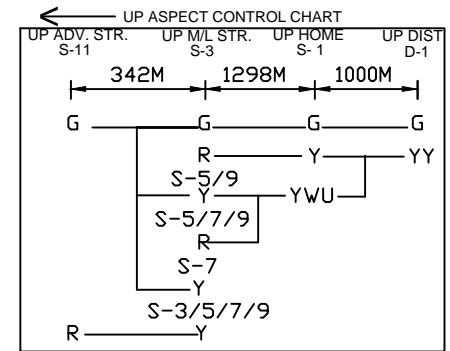 UP ASPECT CONTROL CHART
UP ADV. STR. UP M/L STR. UP HOME UP DIST
S-11 S-3 S- 1 D-1
342M 1298M 1000M
G G G G
R Y YY
S-5/9
Y YWU
S-5/7/9
R
S-7
Y
S-3/5/7/9
R Y